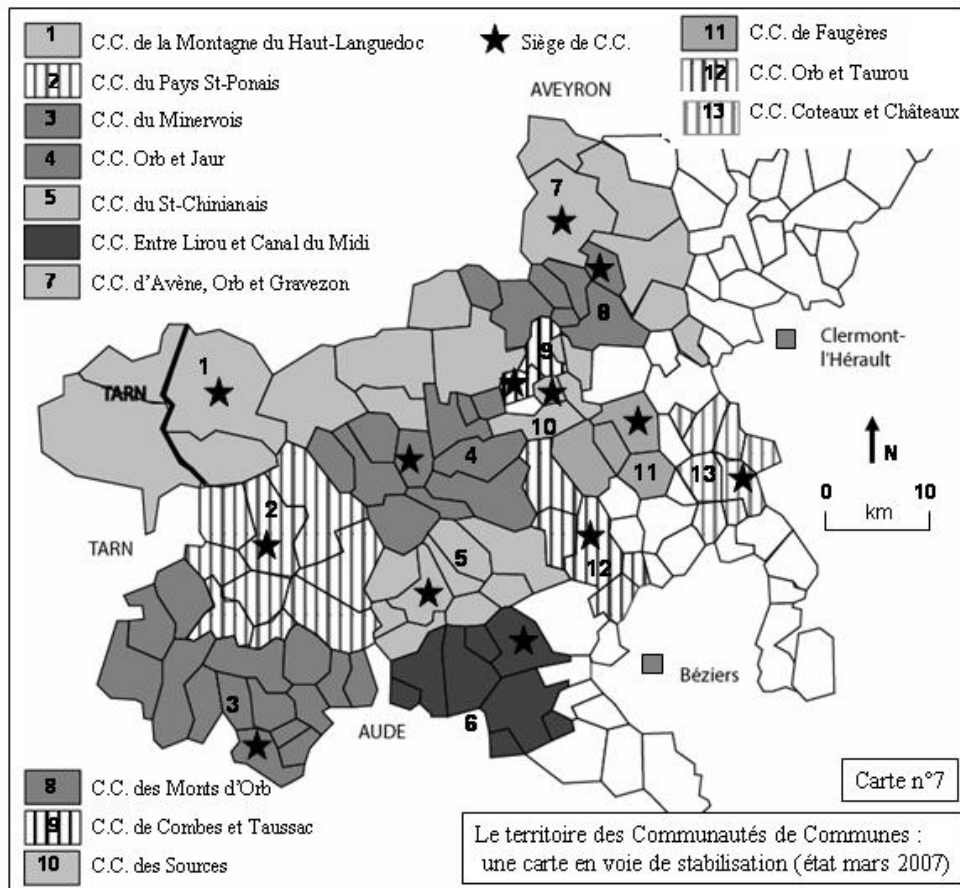 1 C.C. de la Montagne du Haut-Languedoc
2 C.C. du Pays St-Ponais
3 C.C. du Minervois
4 C.C. Orb et Jaur
5 C.C. du St-Chinianais
C.C. Entre Lirou et Canal du Midi
7 C.C. d'Avène, Orb et Gravezon
★ Siège de C.C.
11 C.C. de Faugères
12 C.C. Orb et Taurou
13 C.C. Coteaux et Châteaux
AVEYRON
7
8
Clermont-
l'Hérault
9
1
TARN
10
4
11
13
N
0 10
km
2
TARN
5
12
Béziers
3
AUDE
6
8 C.C. des Monts d'Orb
9 C.C. de Combes et Taussac
10 C.C. des Sources
Carte n°7
Le territoire des Communautés de Communes :
une carte en voie de stabilisation (état mars 2007)